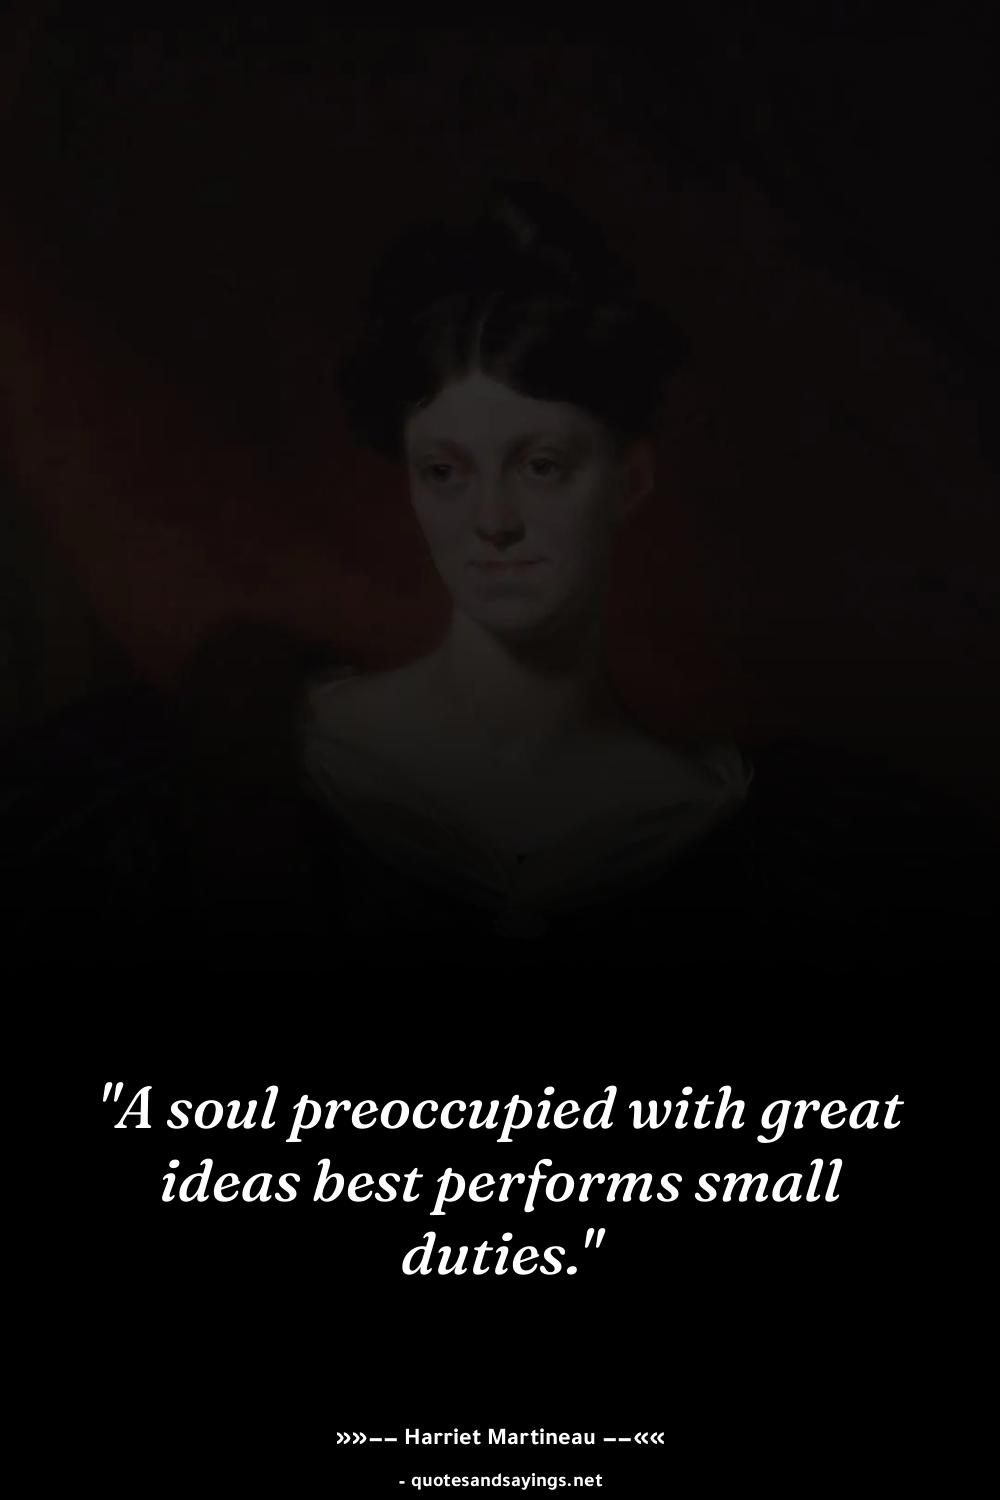 "A soul preoccupied with great
ideas best performs small
duties."
»»−− Harriet Martineau −−««
- quotesandsayings.net